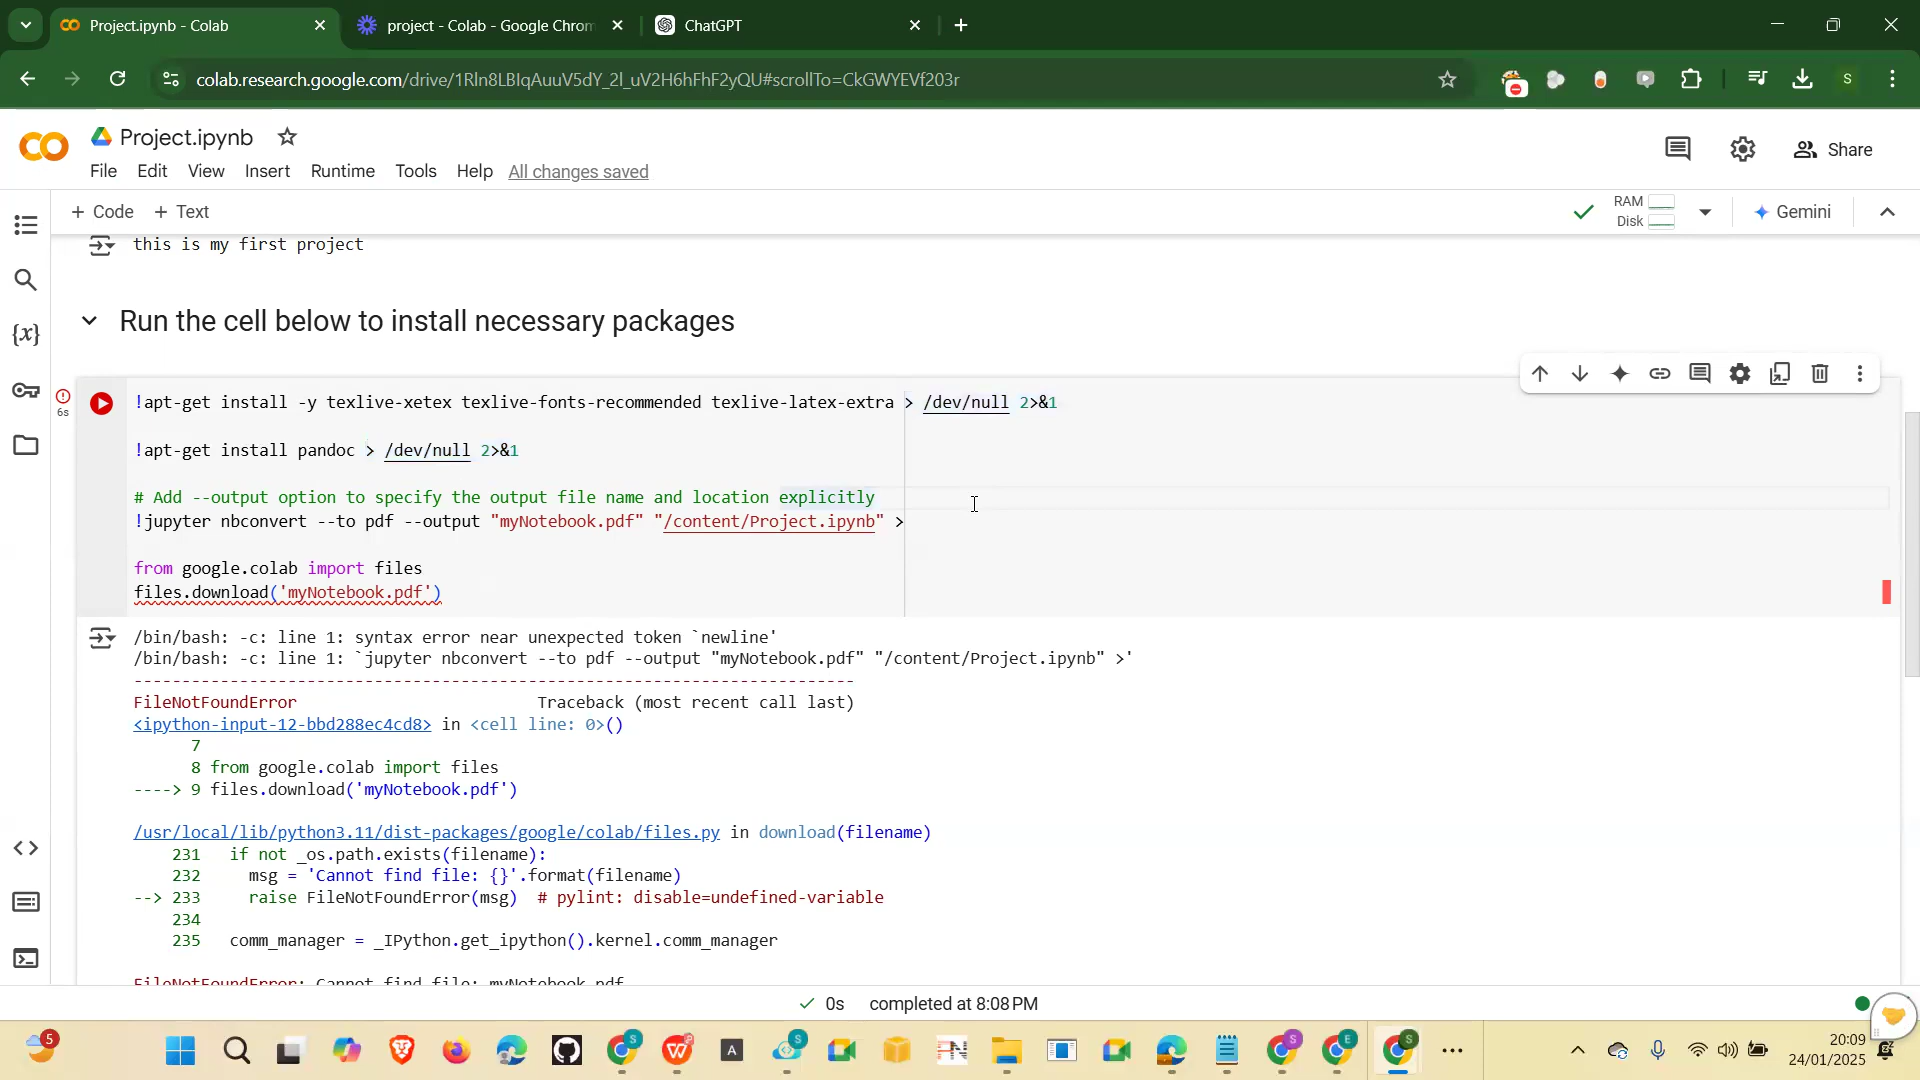 Project.ipynb - Colab
project - Colab - Google Chrom
ChatGPT
colab.research.google.com/drive/1Rln8LBIqAuuV5dY_2l_uV2H6hFhF2yQU#scrollTo=CkGWYEVf203r
S
Project.ipynb
File Edit View Insert Runtime Tools Help All changes saved
Share
+ Code + Text
RAM
Disk
Gemini
this is my first project
Run the cell below to install necessary packages
6s
!apt-get install -y texlive-xetex texlive-fonts-recommended texlive-latex-extra > /dev/null 2>&1
!apt-get install pandoc > /dev/null 2>&1
# Add --output option to specify the output file name and location explicitly
!jupyter nbconvert --to pdf --output "myNotebook.pdf" "/content/Project.ipynb" >
from google.colab import files
files.download('myNotebook.pdf')
/bin/bash: -c: line 1: syntax error near unexpected token `newline'
/bin/bash: -c: line 1: `jupyter nbconvert --to pdf --output "myNotebook.pdf" "/content/Project.ipynb" >'
---------------------------------------------------------------------------
FileNotFoundError Traceback (most recent call last)
<ipython-input-12-bbd288ec4cd8> in <cell line: 0>()
7
8 from google.colab import files
----> 9 files.download('myNotebook.pdf')
/usr/local/lib/python3.11/dist-packages/google/colab/files.py in download(filename)
231 if not _os.path.exists(filename):
232 msg = 'Cannot find file: {}'.format(filename)
--> 233 raise FileNotFoundError(msg) # pylint: disable=undefined-variable
234
235 comm_manager = _IPython.get_ipython().kernel.comm_manager
FileNotFoundError: Cannot find file: myNotebook.pdf
0s completed at 8:08 PM
5
20:09
24/01/2025